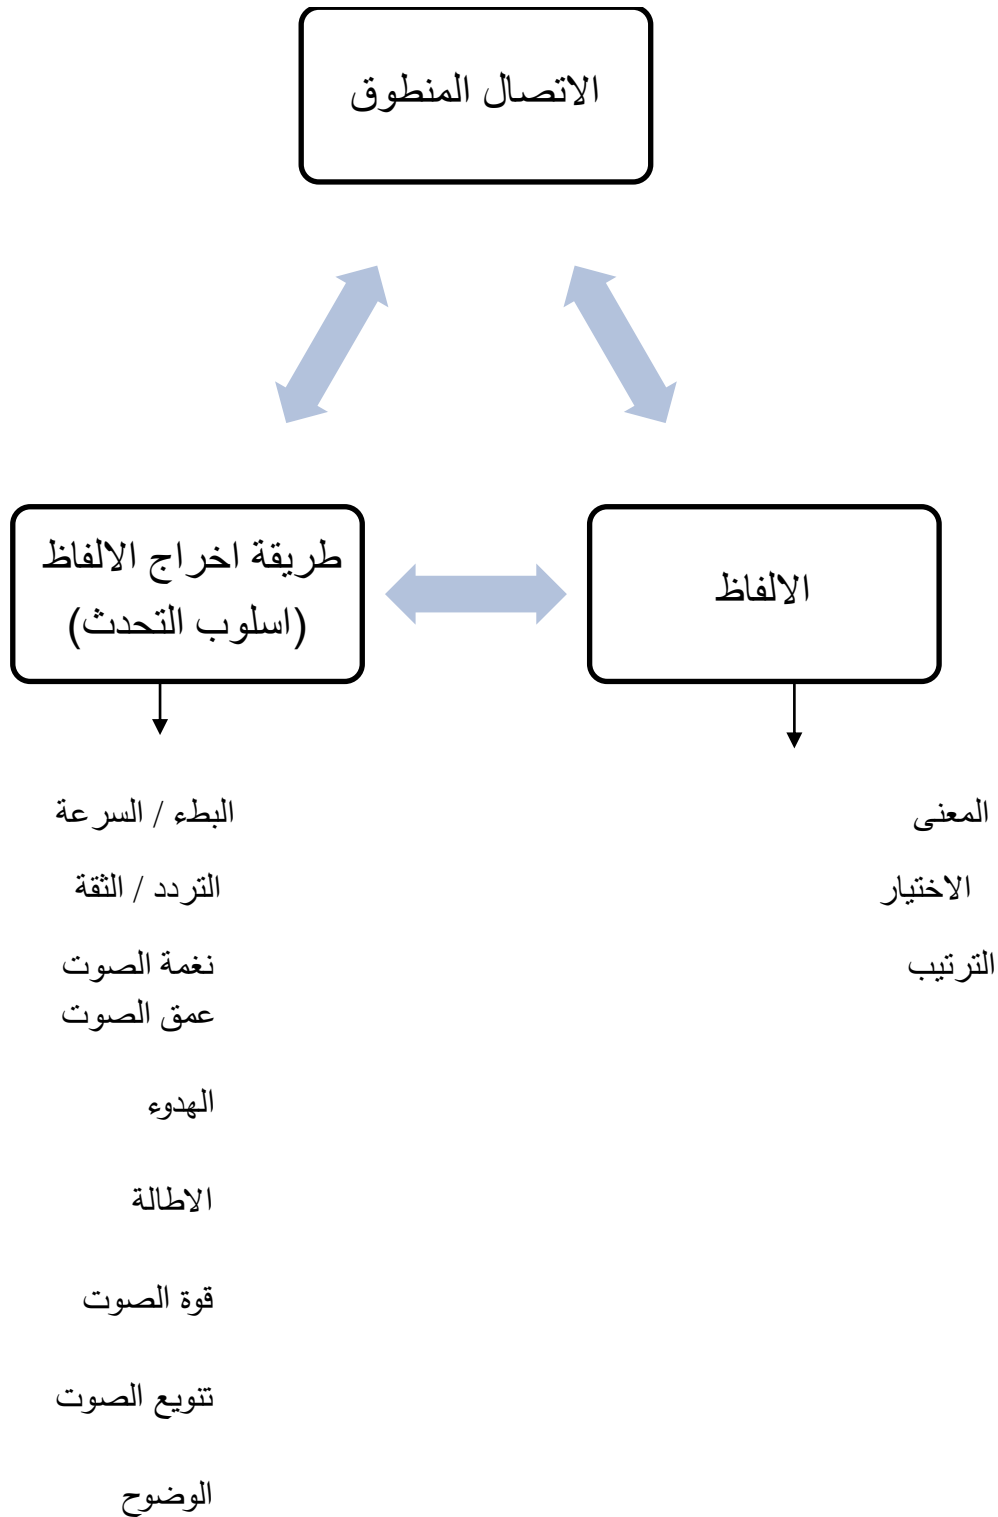 الاتصال المنطوق
الالفاظ
طريقة اخراج الالفاظ
(اسلوب التحدث)
المعنى
الاختيار
الترتيب
البطء / السرعة
التردد / الثقة
نغمة الصوت
عمق الصوت
الهدوء
الاطالة
قوة الصوت
تنويع الصوت
الوضوح